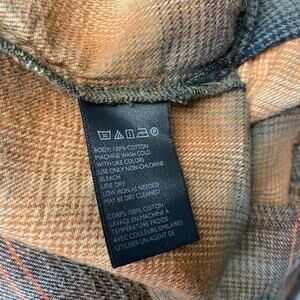 BODY: 100% COTTON
MACHINE WASH COLD
WITH LIKE COLORS
USE ONLY NON-CHLORINE
BLEACH
LINE DRY
LOW IRON AS NEEDED
MAY BE DRY CLEANED
CORPS: 100% COTON
LAVAGE EN MACHINE A
TEMPÉRATURE FROIDE
AVEC COULEURS SIMILAIRES
UTILISER UN AGENT DE